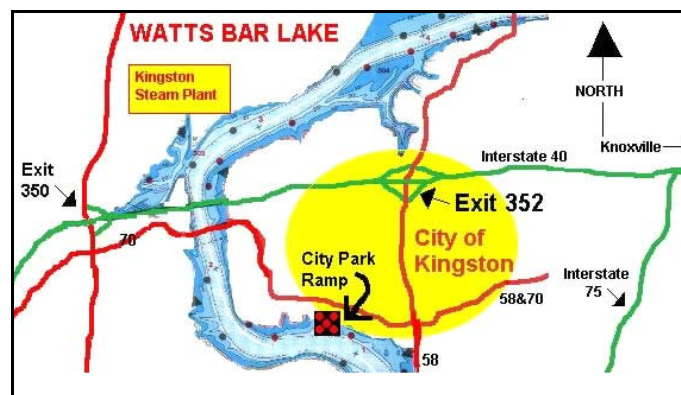 WATTS BAR LAKE
Kingston
Steam Plant
NORTH
Knoxville
Interstate 40
Exit
350
Exit 352
City of
Kingston
70
City Park
Ramp
Interstate
75
58&70
58